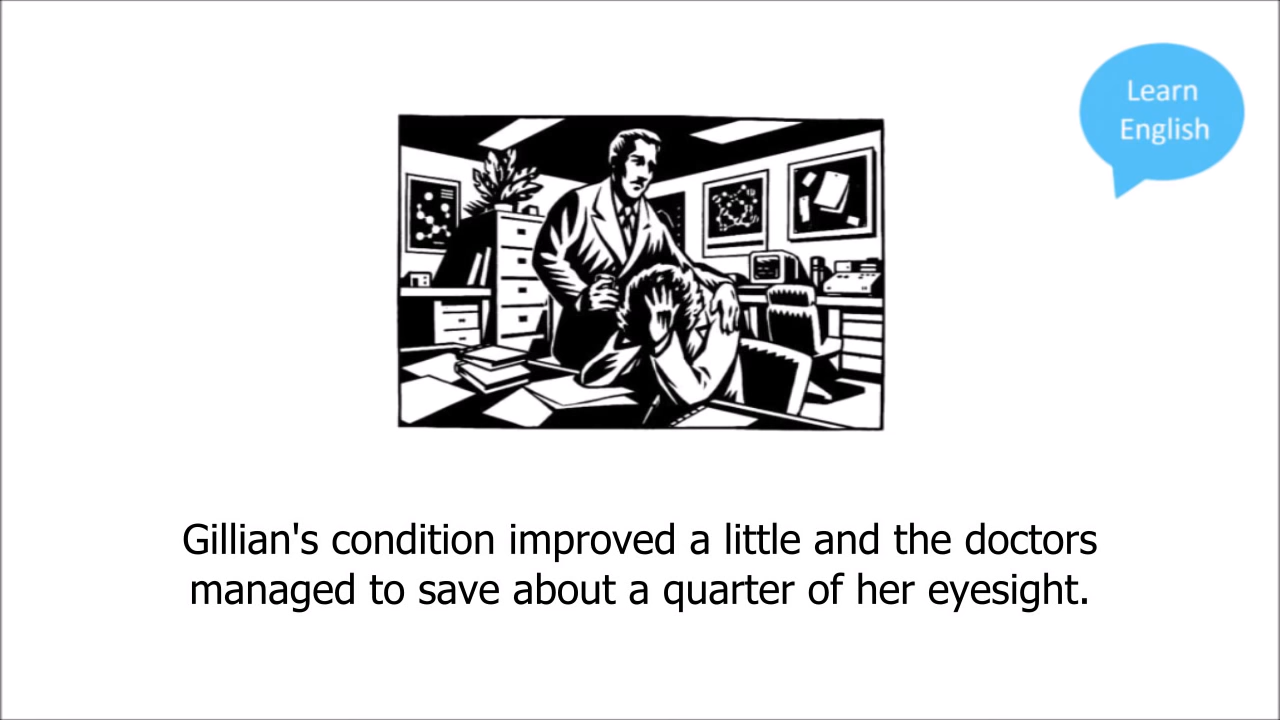 Learn
English
Gillian's condition improved a little and the doctors
managed to save about a quarter of her eyesight.